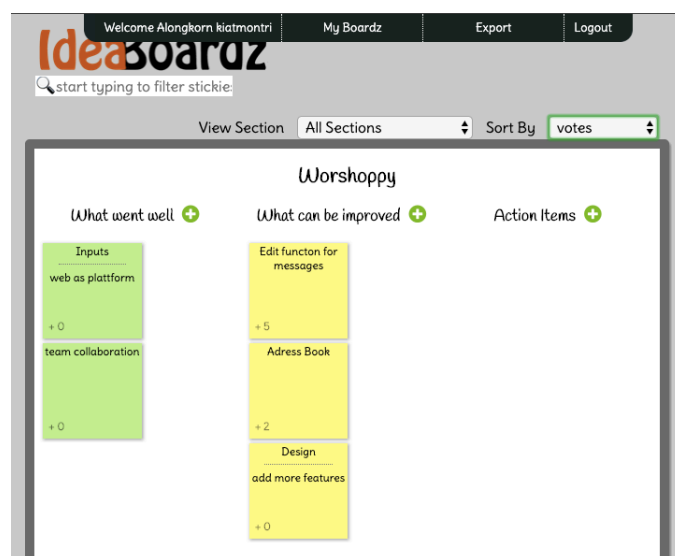 Welcome Alongkorn kiatmontri My Boardz Export Logout
IdeaBoardz
start typing to filter stickie
View Section All Sections Sort By votes
Worshoppy
What went well What can be improved Action Items
Inputs
web as plattform
+ 0
team collaboration
+ 0
Edit functon for
messages
+ 5
Adress Book
+ 2
Design
add more features
+ 0